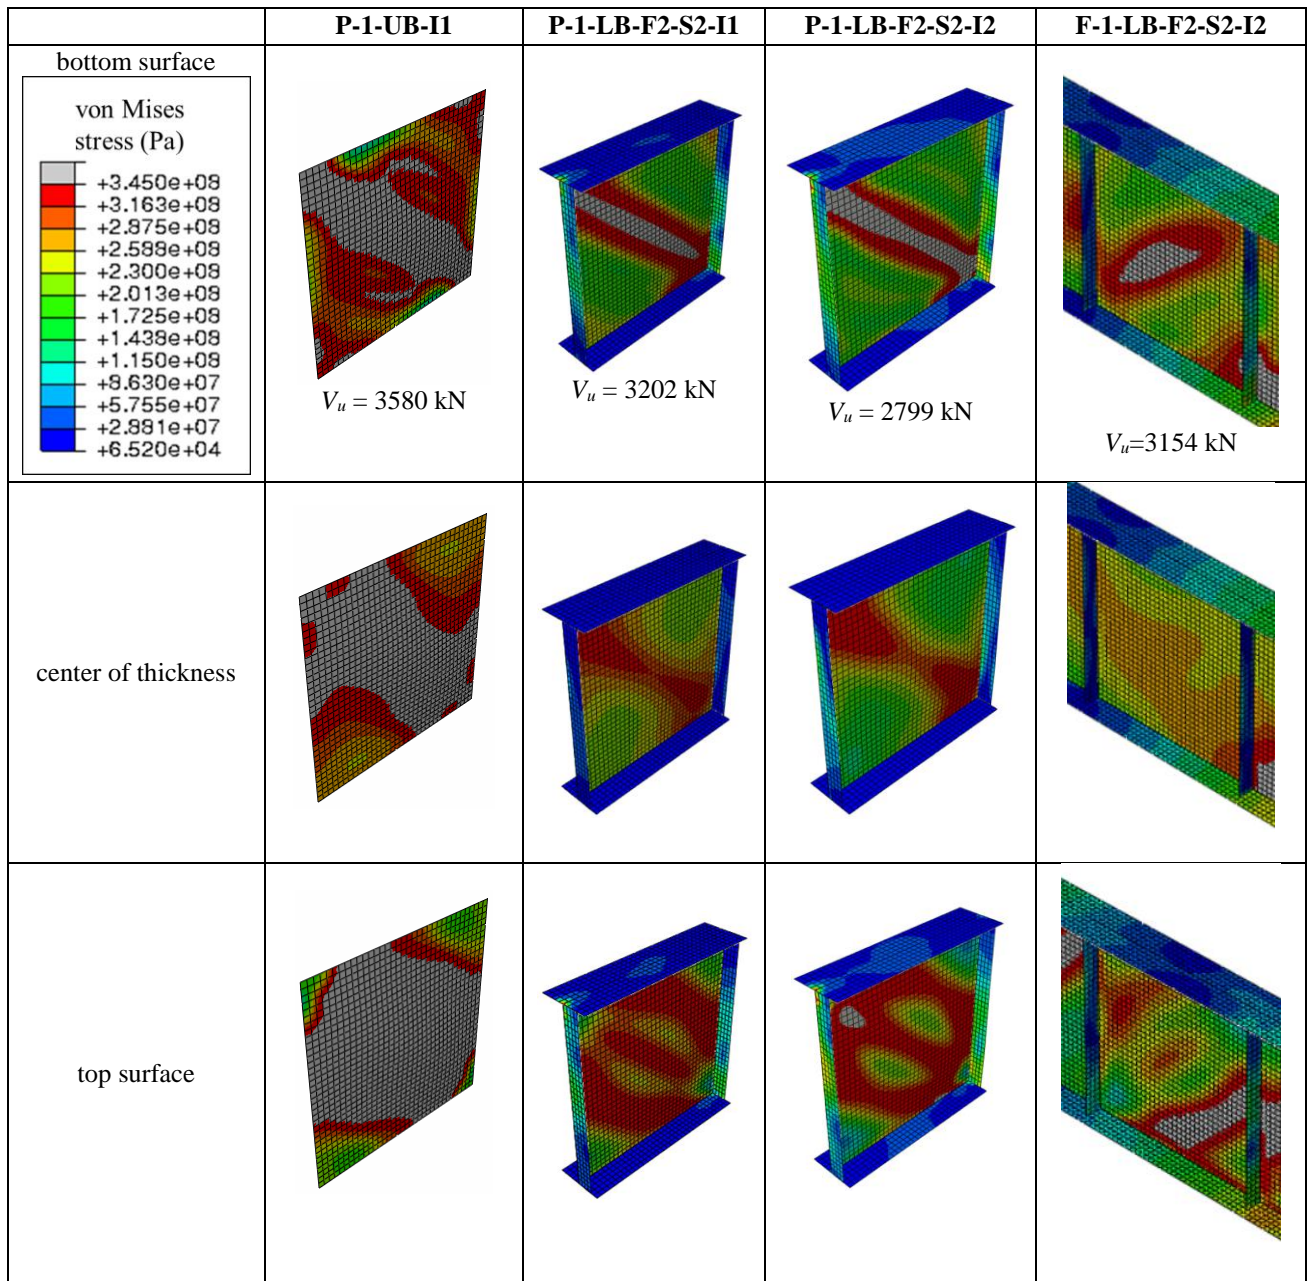 P-1-UB-I1
P-1-LB-F2-S2-I1
P-1-LB-F2-S2-I2
F-1-LB-F2-S2-I2
bottom surface
von Mises
stress (Pa)
+3.450e+08
+3.163e+08
+2.875e+08
+2.588e+08
+2.300e+08
+2.013e+08
+1.725e+08
+1.438e+08
+1.150e+08
+8.630e+07
+5.755e+07
+2.881e+07
+6.520e+04
Vu = 3580 kN
Vu = 3202 kN
Vu = 2799 kN
Vu=3154 kN
center of thickness
top surface